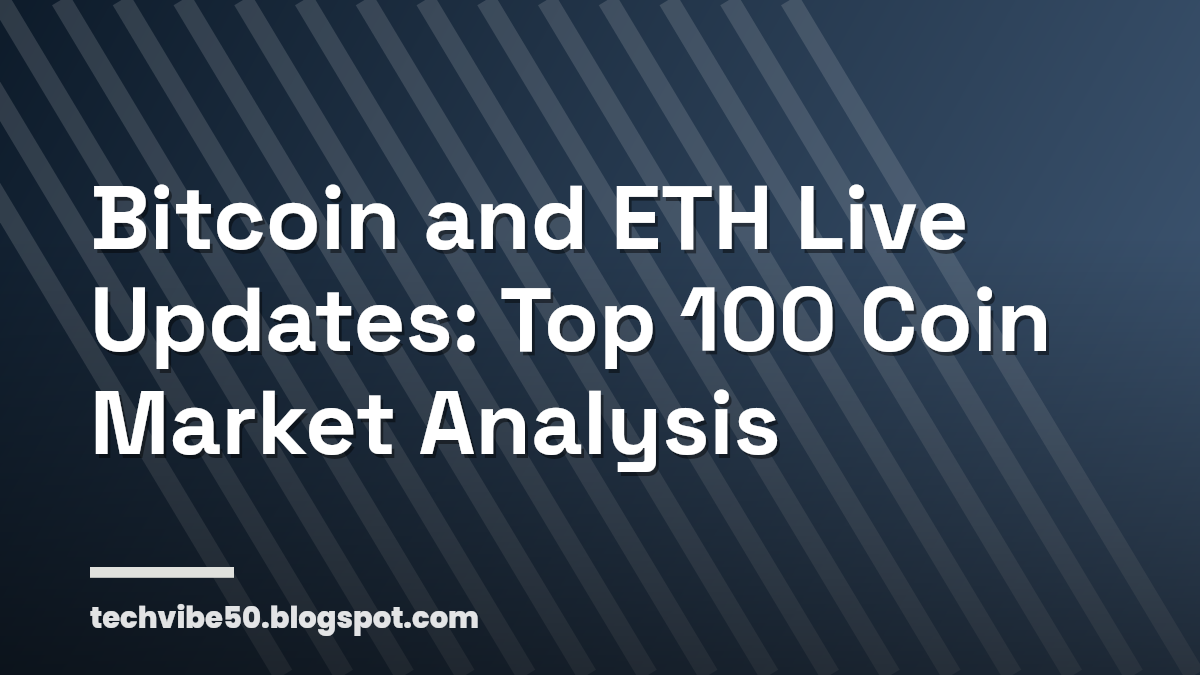 Bitcoin and ETH Live
Updates: Top 100 Coin
Market Analysis
techvibe50.blogspot.com